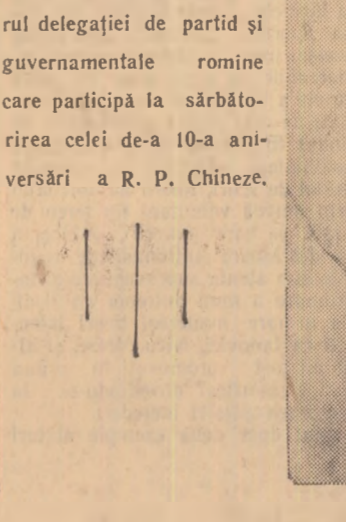 rul delegației de partid și
guvernamentale romine
care participă la sărbăto-
rirea celei de-a 10-a ani-
versări a R. P. Chineze.